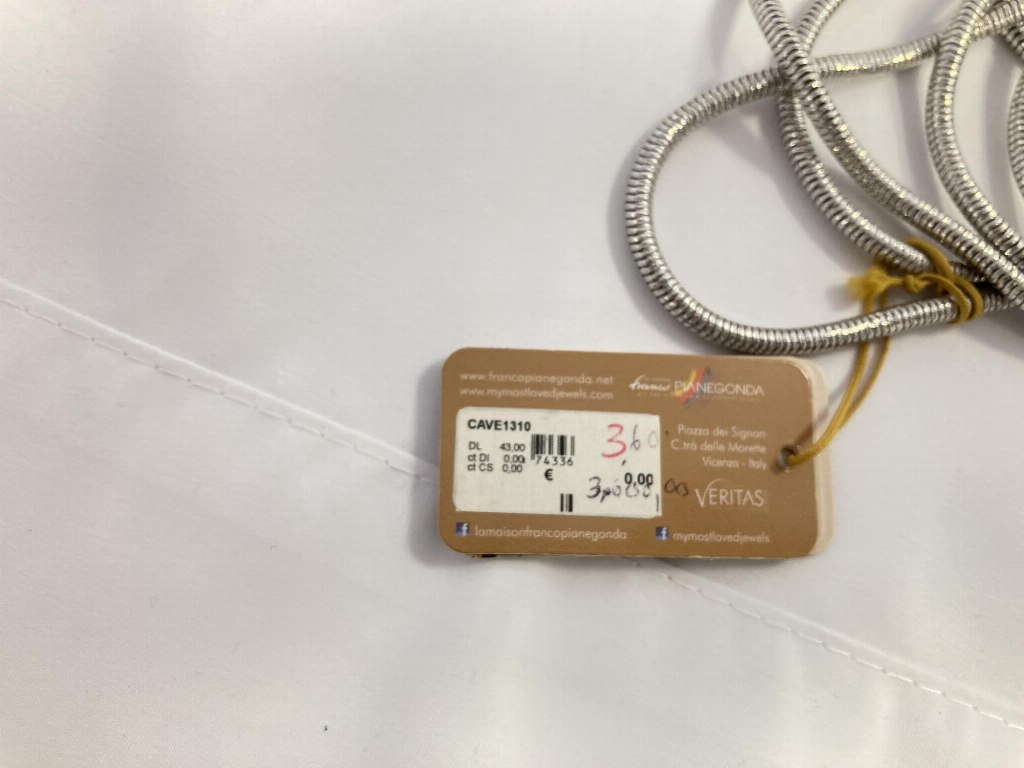 www.francopianegonda.net
www.mymostlovedjewels.com
franco PIANEGONDA
CAVE1310
DL 43.00
ct DI 0,00
ct CS 0,00
74336
€
0,00
Piazza dei Signori
C.trà delle Morette
Vicenza - Italy
VERITAS
lamaisonfrancopianegonda
mymostlovedjewels